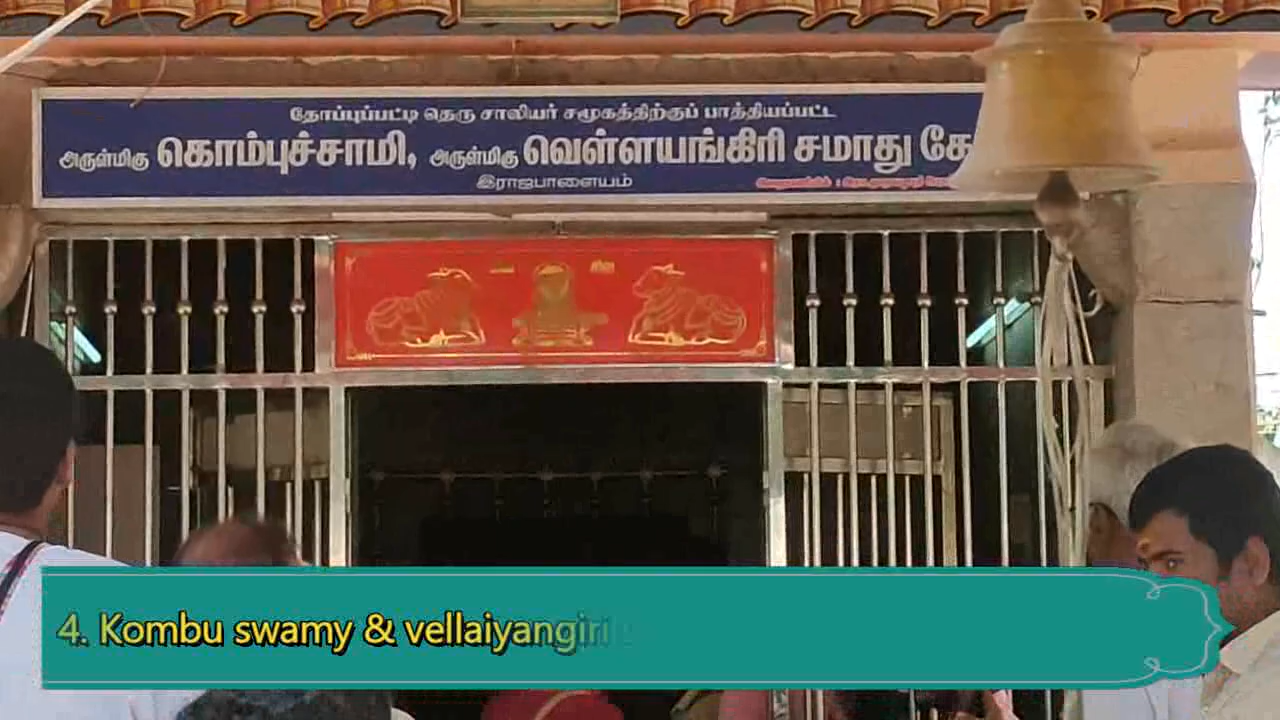 தோப்புப்பட்டி தெரு சாலியர் சமூகத்திற்குப் பாத்தியப்பட்ட
அருள்மிகு கொம்புச்சாமி, அருள்மிகு வெள்ளயங்கிரி சமாது கே
இராஜபாளையம்
4. Kombu swamy & vellaiyangiri